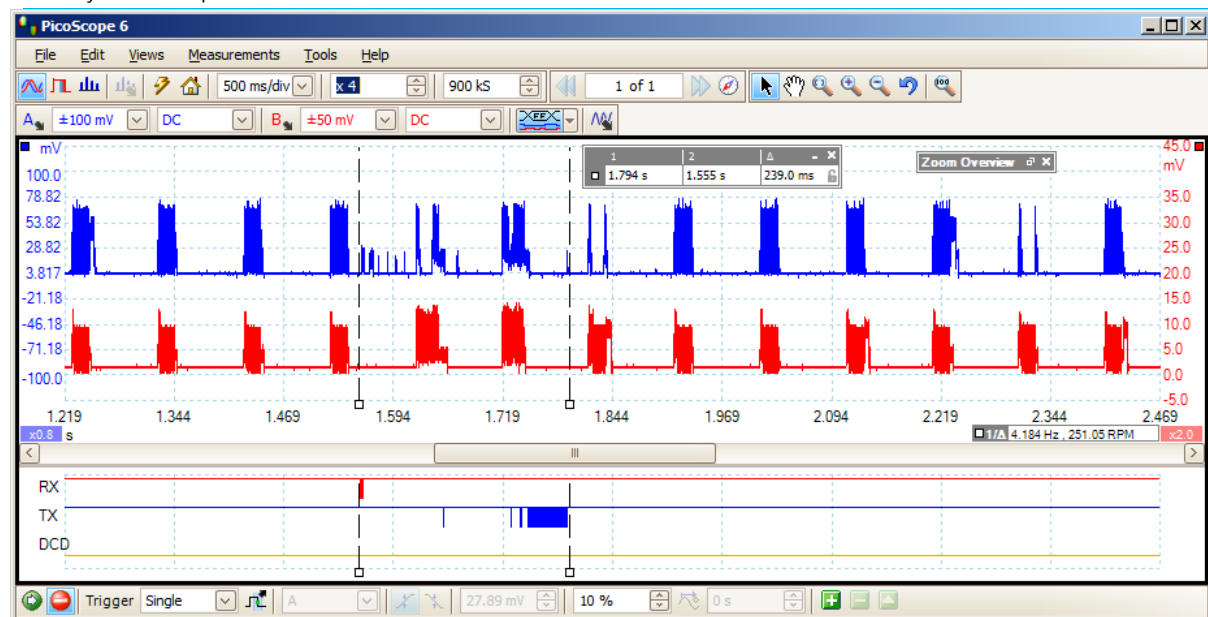 PicoScope 6
File Edit Views Measurements Tools Help
500 ms/div x 4 900 kS 1 of 1
A ±100 mV DC B ±50 mV DC
mV 45.0
mV
1 2 Δ
1.794 s 1.555 s 239.0 ms
Zoom Overview
100.0
78.82 35.0
53.82 30.0
28.82 25.0
3.817 20.0
-21.18 15.0
-46.18 10.0
-71.18 5.0
-100.0 0.0
-5.0
1.219 1.344 1.469 1.594 1.719 1.844 1.969 2.094 2.219 2.344 2.469
x0.8 s 1/Δ 4.184 Hz , 251.05 RPM x2.0
RX
TX
DCD
Trigger Single A 27.89 mV 10 % 0 s